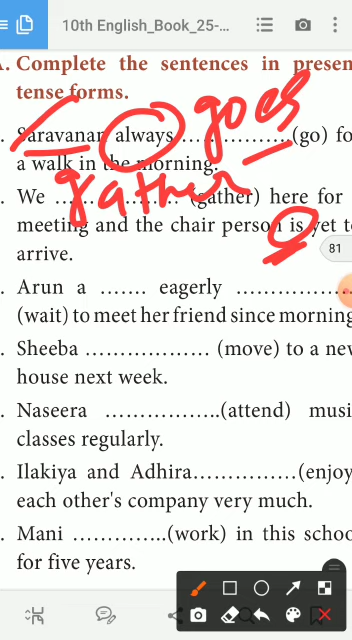 10th English_Book_25-...
A. Complete the sentences in presen
tense forms.
goes
. Saravanan always…………….(go) fo
a walk in the morning.
gather
. We ……………… (gather) here for
meeting and the chair person is yet t
arrive.
81
. Arun a ……. eagerly ………………
(wait) to meet her friend since morning
. Sheeba ………………… (move) to a nev
house next week.
. Naseera ………………..(attend) musi
classes regularly.
. Ilakiya and Adhira……………(enjoy
each other's company very much.
. Mani …………..(work) in this schoo
for five years.